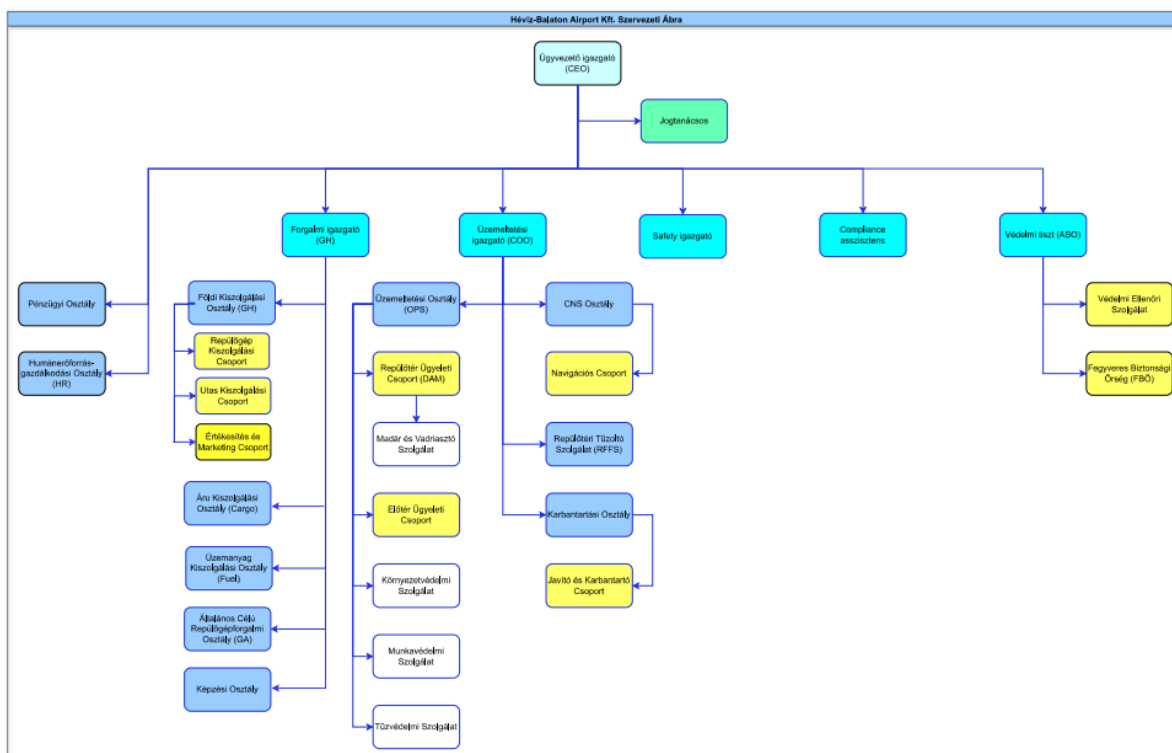 Hévíz-Balaton Airport Kft. Szervezeti Ábra
Ügyvezető igazgató
(CEO)
Jogtanácsos
Forgalmi igazgató
(GH)
Üzemeltetési
igazgató (COO)
Safety igazgató
Compliance
asszisztens
Védelmi tiszt (ASO)
Pénzügyi Osztály
Humánerőforrás-
gazdálkodási Osztály
(HR)
Földi Kiszolgálási
Osztály (GH)
Repülőgép
Kiszolgálási
Csoport
Utas Kiszolgálási
Csoport
Értékesítés és
Marketing Csoport
Áru Kiszolgálási
Osztály (Cargo)
Üzemanyag
Kiszolgálási Osztály
(Fuel)
Általános Célú
Repülőgépforgalmi
Osztály (GA)
Képzési Osztály
Üzemeltetési Osztály
(OPS)
Repülőtér Ügyeleti
Csoport (DAM)
Madár és Vadriasztó
Szolgálat
Előtér Ügyeleti
Csoport
Környezetvédelmi
Szolgálat
Munkavédelmi
Szolgálat
Tűzvédelmi Szolgálat
CNS Osztály
Navigációs Csoport
Repülőtéri Tűzoltó
Szolgálat (RFFS)
Karbantartási Osztály
Javító és Karbantartó
Csoport
Védelmi Ellenőri
Szolgálat
Fegyveres Biztonsági
Őrség (FBŐ)